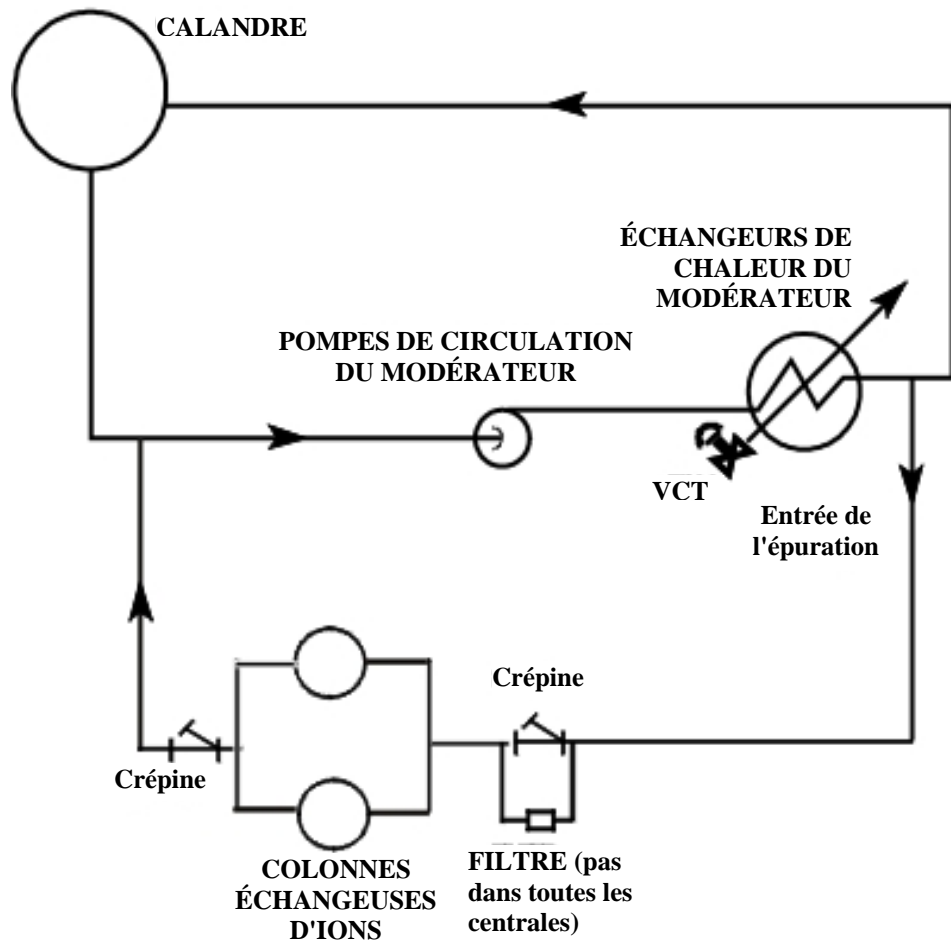 CALANDRE
ÉCHANGEURS DE
CHALEUR DU
MODÉRATEUR
POMPES DE CIRCULATION
DU MODÉRATEUR
VCT
Entrée de
l'épuration
Crépine
Crépine
COLONNES
ÉCHANGEUSES
D'IONS
FILTRE (pas
dans toutes les
centrales)